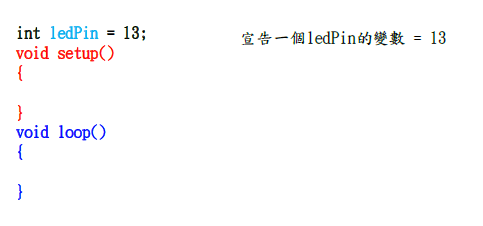 int ledPin = 13;
宣告一個ledPin的變數 = 13
void setup()
{
}
void loop()
{
}